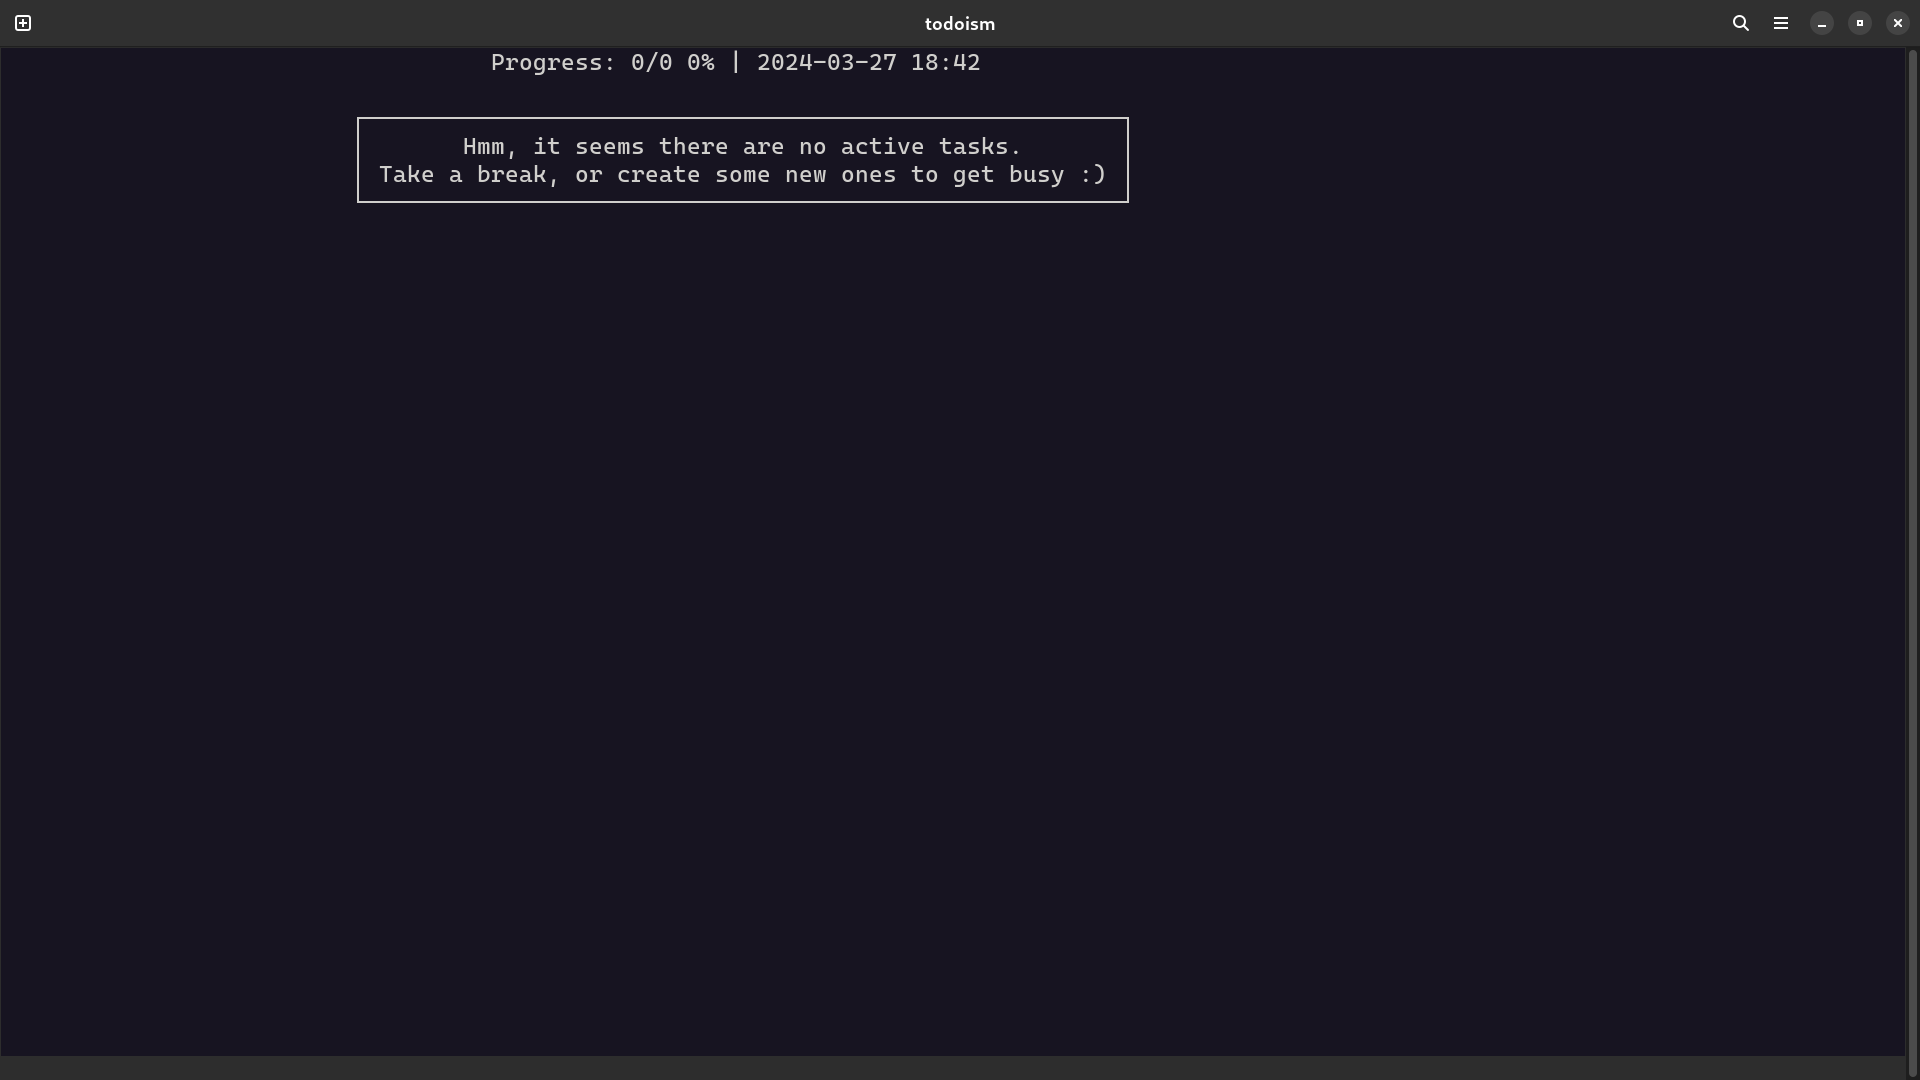 todoism
Progress: 0/0 0% | 2024-03-27 18:42
Hmm, it seems there are no active tasks.
Take a break, or create some new ones to get busy :)